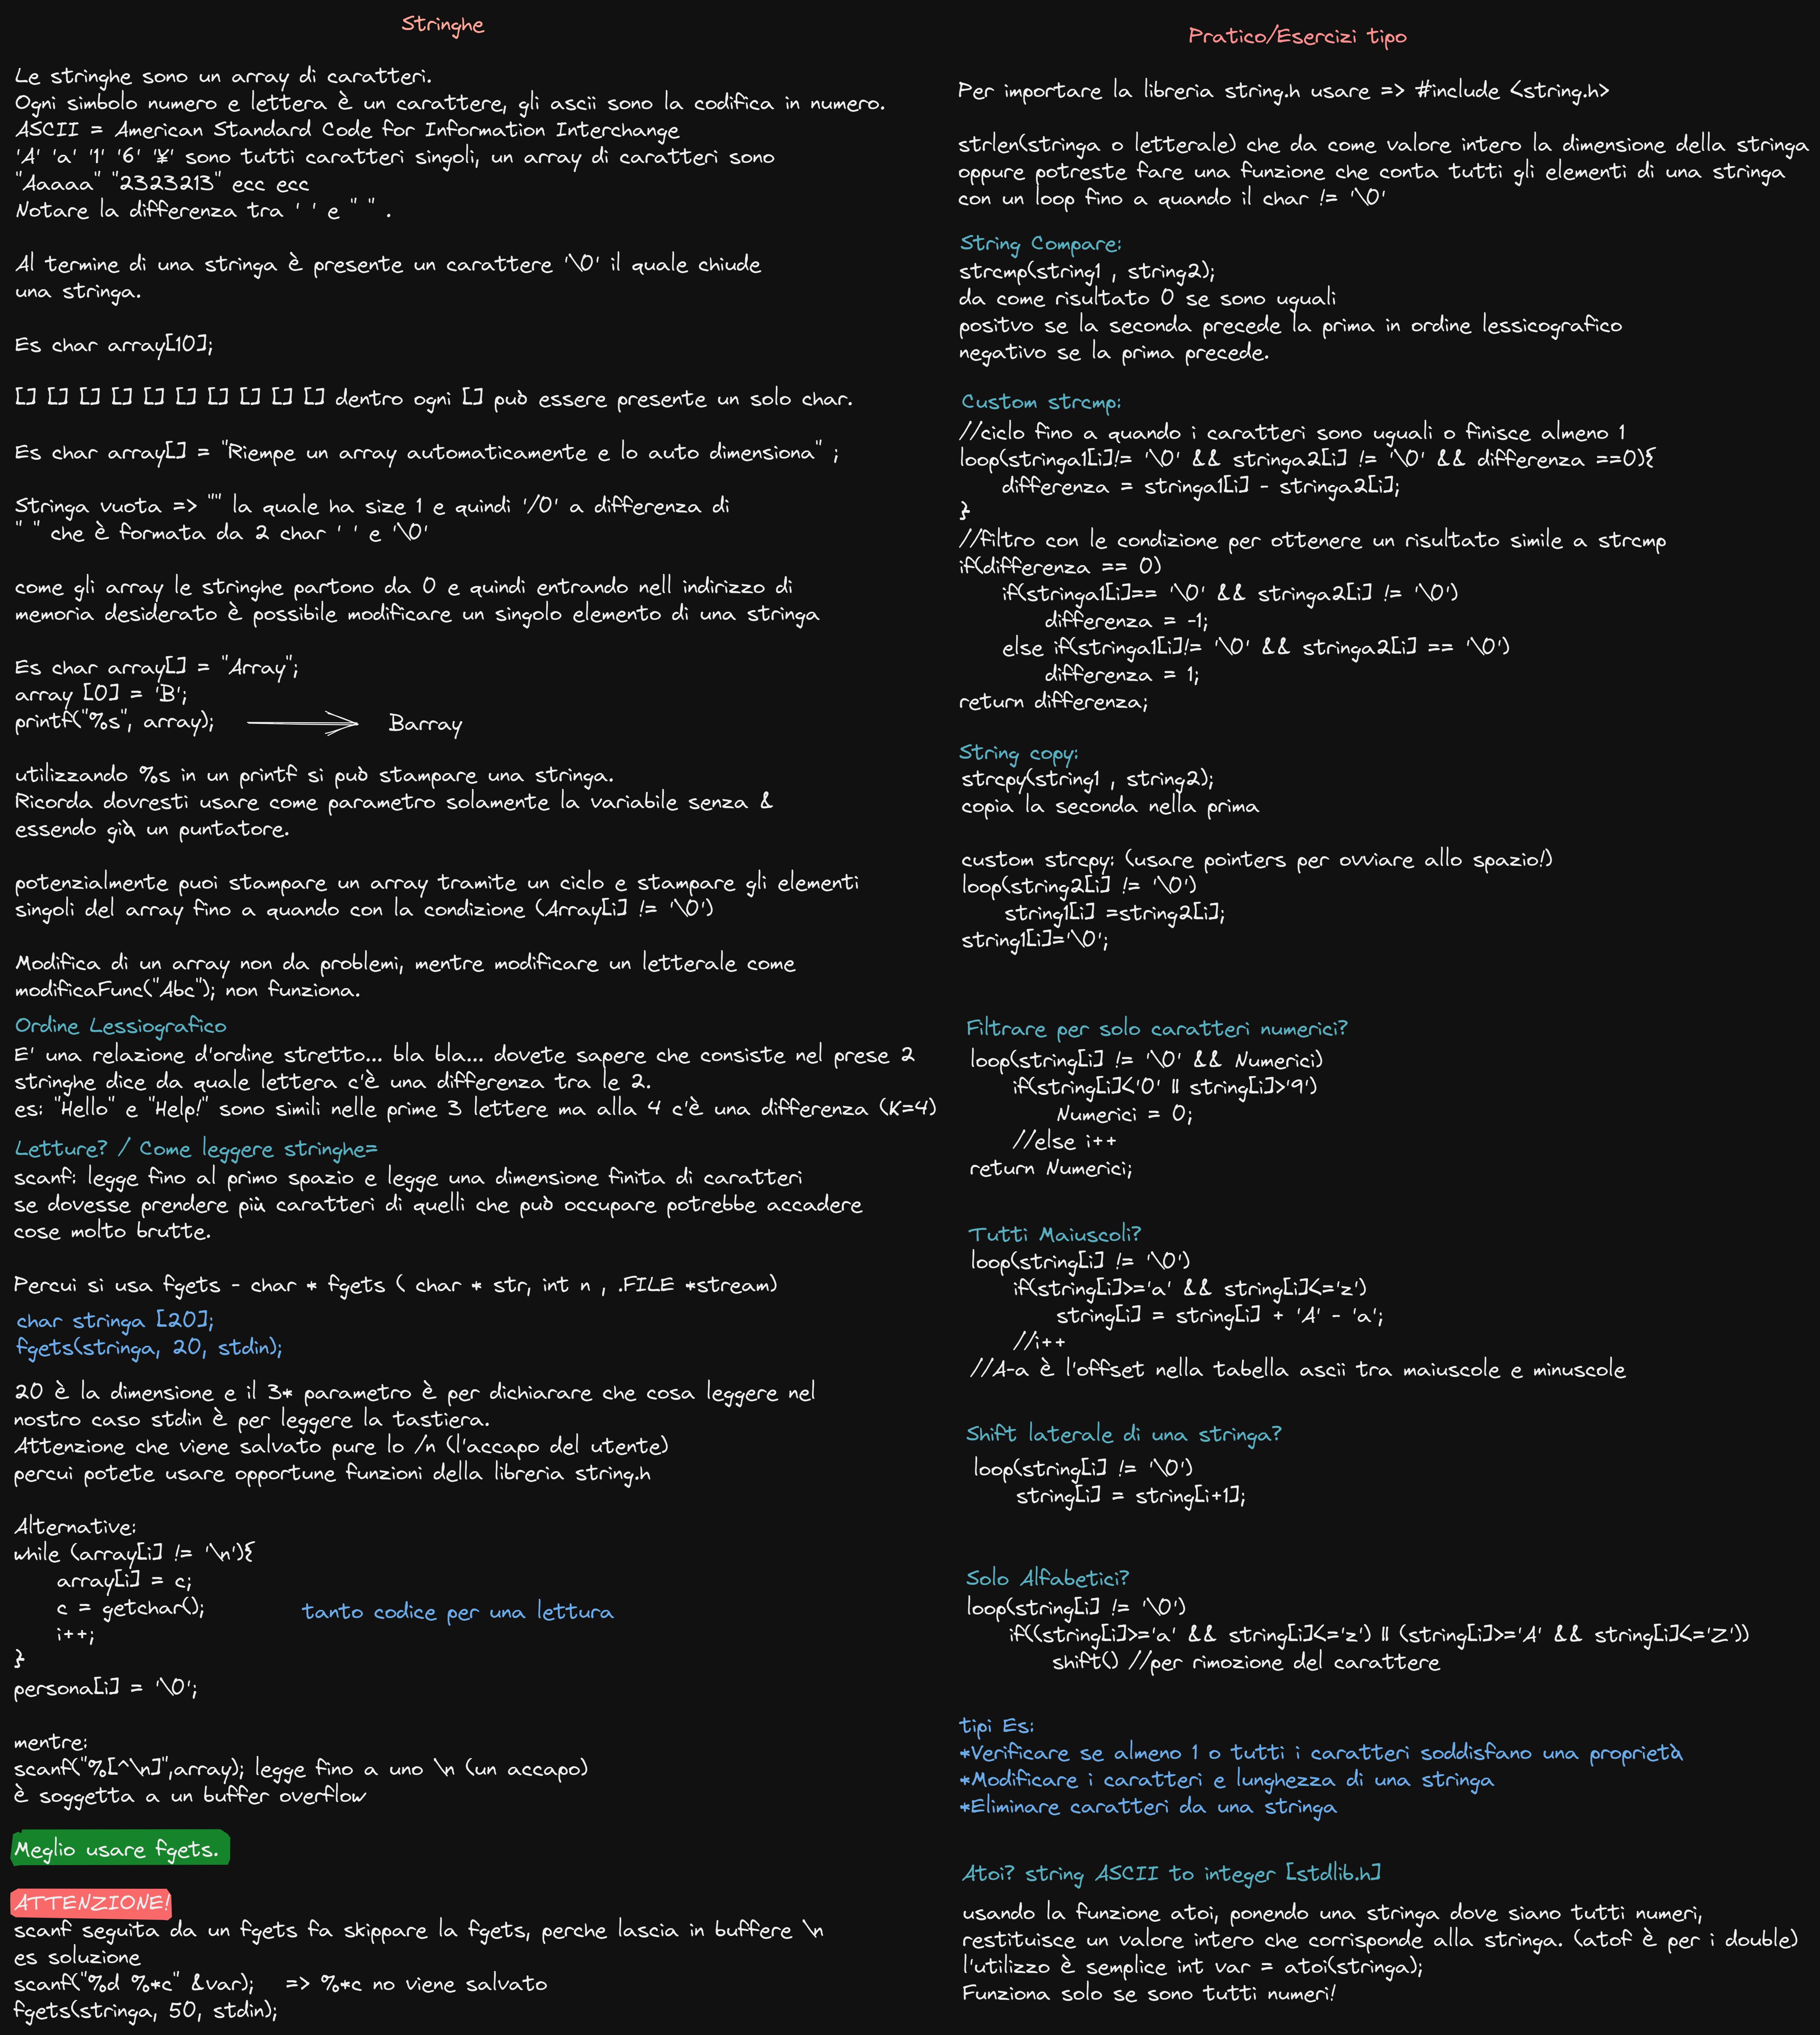 Stringhe
Le stringhe sono un array di caratteri.
Ogni simbolo numero e lettera è un carattere, gli ascii sono la codifica in numero.
ASCII = American Standard Code for Information Interchange
'A' 'a' '1' '6' '¥' sono tutti caratteri singoli, un array di caratteri sono
"Aaaaa" "2323213" ecc ecc
Notare la differenza tra ' ' e " " .
Al termine di una stringa è presente un carattere '\0' il quale chiude
una stringa.
Es char array[10];
[] [] [] [] [] [] [] [] [] [] dentro ogni [] può essere presente un solo char.
Es char array[] = "Riempe un array automaticamente e lo auto dimensiona" ;
Stringa vuota => "" la quale ha size 1 e quindi '/0' a differenza di
" " che è formata da 2 char ' ' e '\0'
come gli array le stringhe partono da 0 e quindi entrando nell indirizzo di
memoria desiderato è possibile modificare un singolo elemento di una stringa
Es char array[] = "Array";
array [0] = 'B';
printf("%s", array); Barray
utilizzando %s in un printf si può stampare una stringa.
Ricorda dovresti usare come parametro solamente la variabile senza &
essendo già un puntatore.
potenzialmente puoi stampare un array tramite un ciclo e stampare gli elementi
singoli del array fino a quando con la condizione (Array[i] != '\0')
Modifica di un array non da problemi, mentre modificare un letterale come
modificaFunc("Abc"); non funziona.
Ordine Lessiografico
E' una relazione d'ordine stretto... bla bla... dovete sapere che consiste nel prese 2
stringhe dice da quale lettera c'è una differenza tra le 2.
es: "Hello" e "Help!" sono simili nelle prime 3 lettere ma alla 4 c'è una differenza (K=4)
Letture? / Come leggere stringhe=
scanf: legge fino al primo spazio e legge una dimensione finita di caratteri
se dovesse prendere più caratteri di quelli che può occupare potrebbe accadere
cose molto brutte.
Percui si usa fgets - char * fgets ( char * str, int n , .FILE *stream)
char stringa [20];
fgets(stringa, 20, stdin);
20 è la dimensione e il 3* parametro è per dichiarare che cosa leggere nel
nostro caso stdin è per leggere la tastiera.
Attenzione che viene salvato pure lo /n (l'accapo del utente)
percui potete usare opportune funzioni della libreria string.h
Alternative:
while (array[i] != '\n'){
array[i] = c;
c = getchar(); tanto codice per una lettura
i++;
}
persona[i] = '\0';
mentre:
scanf("%[^\n]",array); legge fino a uno \n (un accapo)
è soggetta a un buffer overflow
Meglio usare fgets.
ATTENZIONE!
scanf seguita da un fgets fa skippare la fgets, perche lascia in buffere \n
es soluzione
scanf("%d %*c" &var); => %*c no viene salvato
fgets(stringa, 50, stdin);
Pratico/Esercizi tipo
Per importare la libreria string.h usare => #include <string.h>
strlen(stringa o letterale) che da come valore intero la dimensione della stringa
oppure potreste fare una funzione che conta tutti gli elementi di una stringa
con un loop fino a quando il char != '\0'
String Compare:
strcmp(string1 , string2);
da come risultato 0 se sono uguali
positvo se la seconda precede la prima in ordine lessicografico
negativo se la prima precede.
Custom strcmp:
//ciclo fino a quando i caratteri sono uguali o finisce almeno 1
loop(stringa1[i]!= '\0' && stringa2[i] != '\0' && differenza ==0){
differenza = stringa1[i] - stringa2[i];
}
//filtro con le condizione per ottenere un risultato simile a strcmp
if(differenza == 0)
if(stringa1[i]== '\0' && stringa2[i] != '\0')
differenza = -1;
else if(stringa1[i]!= '\0' && stringa2[i] == '\0')
differenza = 1;
return differenza;
String copy:
strcpy(string1 , string2);
copia la seconda nella prima
custom strcpy: (usare pointers per ovviare allo spazio!)
loop(string2[i] != '\0')
string1[i] =string2[i];
string1[i]='\0';
Filtrare per solo caratteri numerici?
loop(string[i] != '\0' && Numerici)
if(string[i]<'0' || string[i]>'9')
Numerici = 0;
//else i++
return Numerici;
Tutti Maiuscoli?
loop(string[i] != '\0')
if(string[i]>='a' && string[i]<='z')
string[i] = string[i] + 'A' - 'a';
//i++
//A-a è l'offset nella tabella ascii tra maiuscole e minuscole
Shift laterale di una stringa?
loop(string[i] != '\0')
string[i] = string[i+1];
Solo Alfabetici?
loop(string[i] != '\0')
if((string[i]>='a' && string[i]<='z') || (string[i]>='A' && string[i]<='Z'))
shift() //per rimozione del carattere
tipi Es:
*Verificare se almeno 1 o tutti i caratteri soddisfano una proprietà
*Modificare i caratteri e lunghezza di una stringa
*Eliminare caratteri da una stringa
Atoi? string ASCII to integer [stdlib.h]
usando la funzione atoi, ponendo una stringa dove siano tutti numeri,
restituisce un valore intero che corrisponde alla stringa. (atof è per i double)
l'utilizzo è semplice int var = atoi(stringa);
Funziona solo se sono tutti numeri!